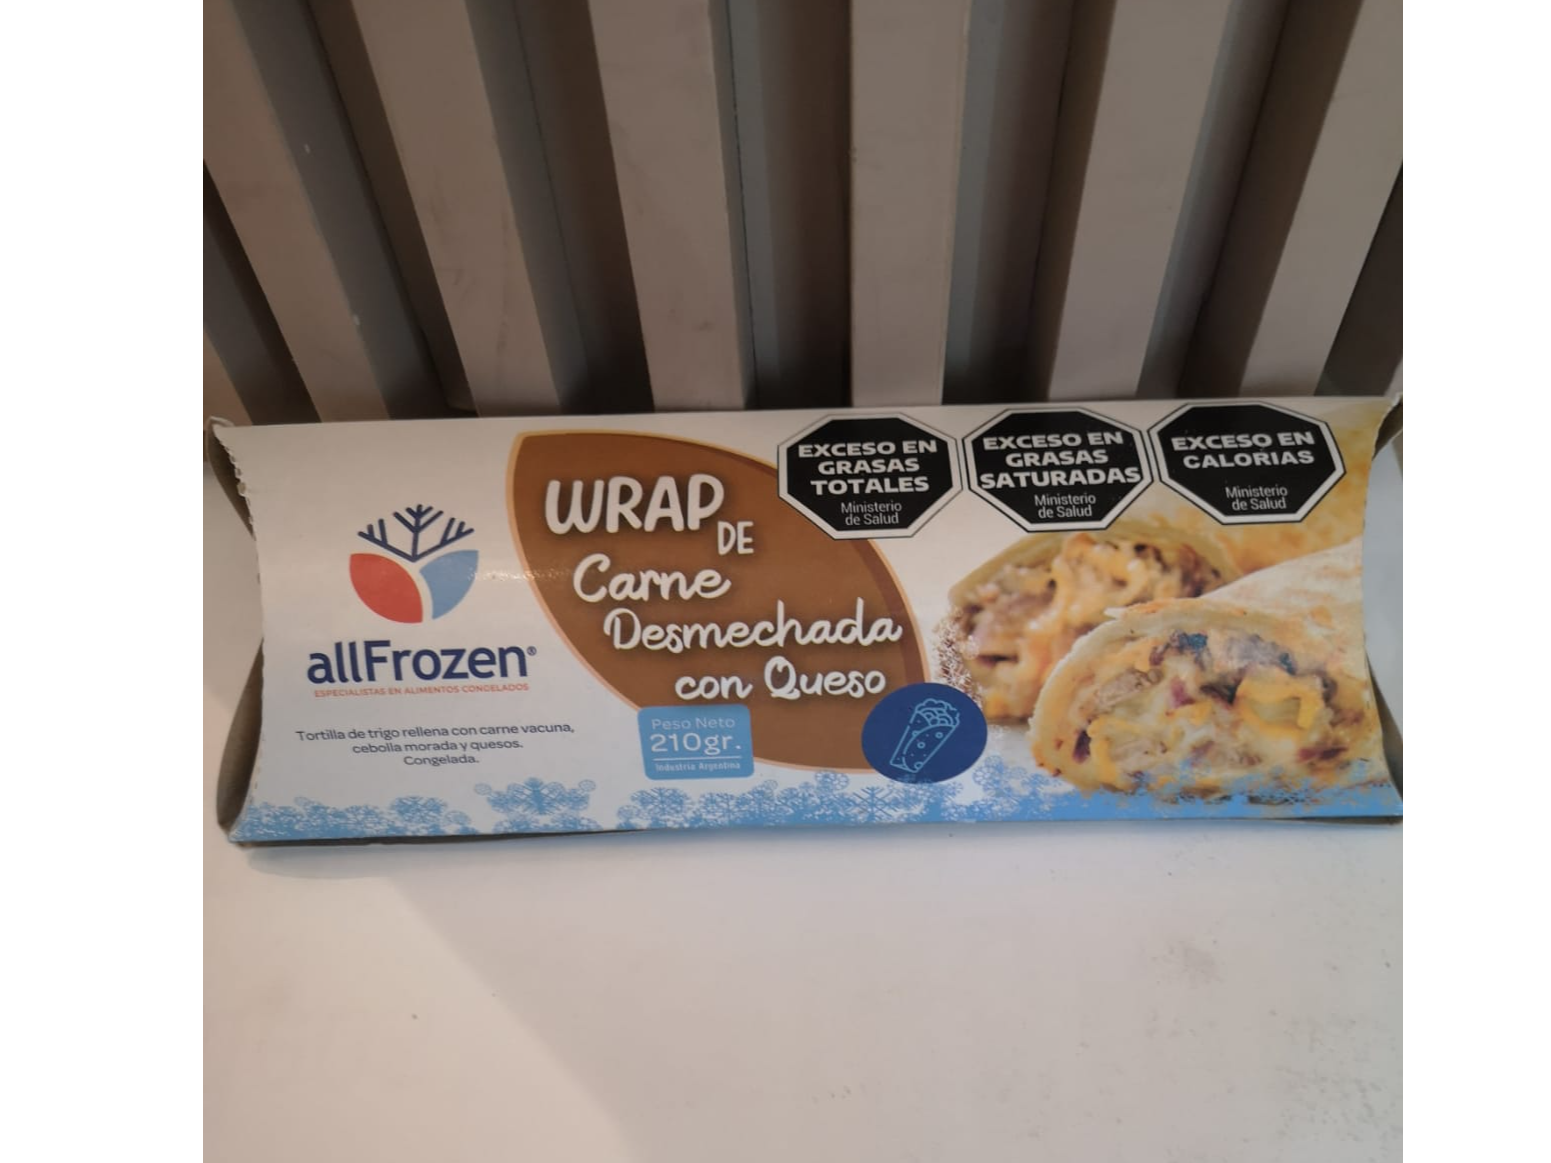 EXCESO EN
GRASAS
TOTALES
Ministerio
de Salud
EXCESO EN
GRASAS
SATURADAS
Ministerio
de Salud
EXCESO EN
CALORÍAS
Ministerio
de Salud
WRAP DE
Carne
Desmechada
con Queso
allFrozen®
ESPECIALISTAS EN ALIMENTOS CONGELADOS
Tortilla de trigo rellena con carne vacuna,
cebolla morada y quesos.
Congelada.
Peso Neto
210gr.
Industria Argentina